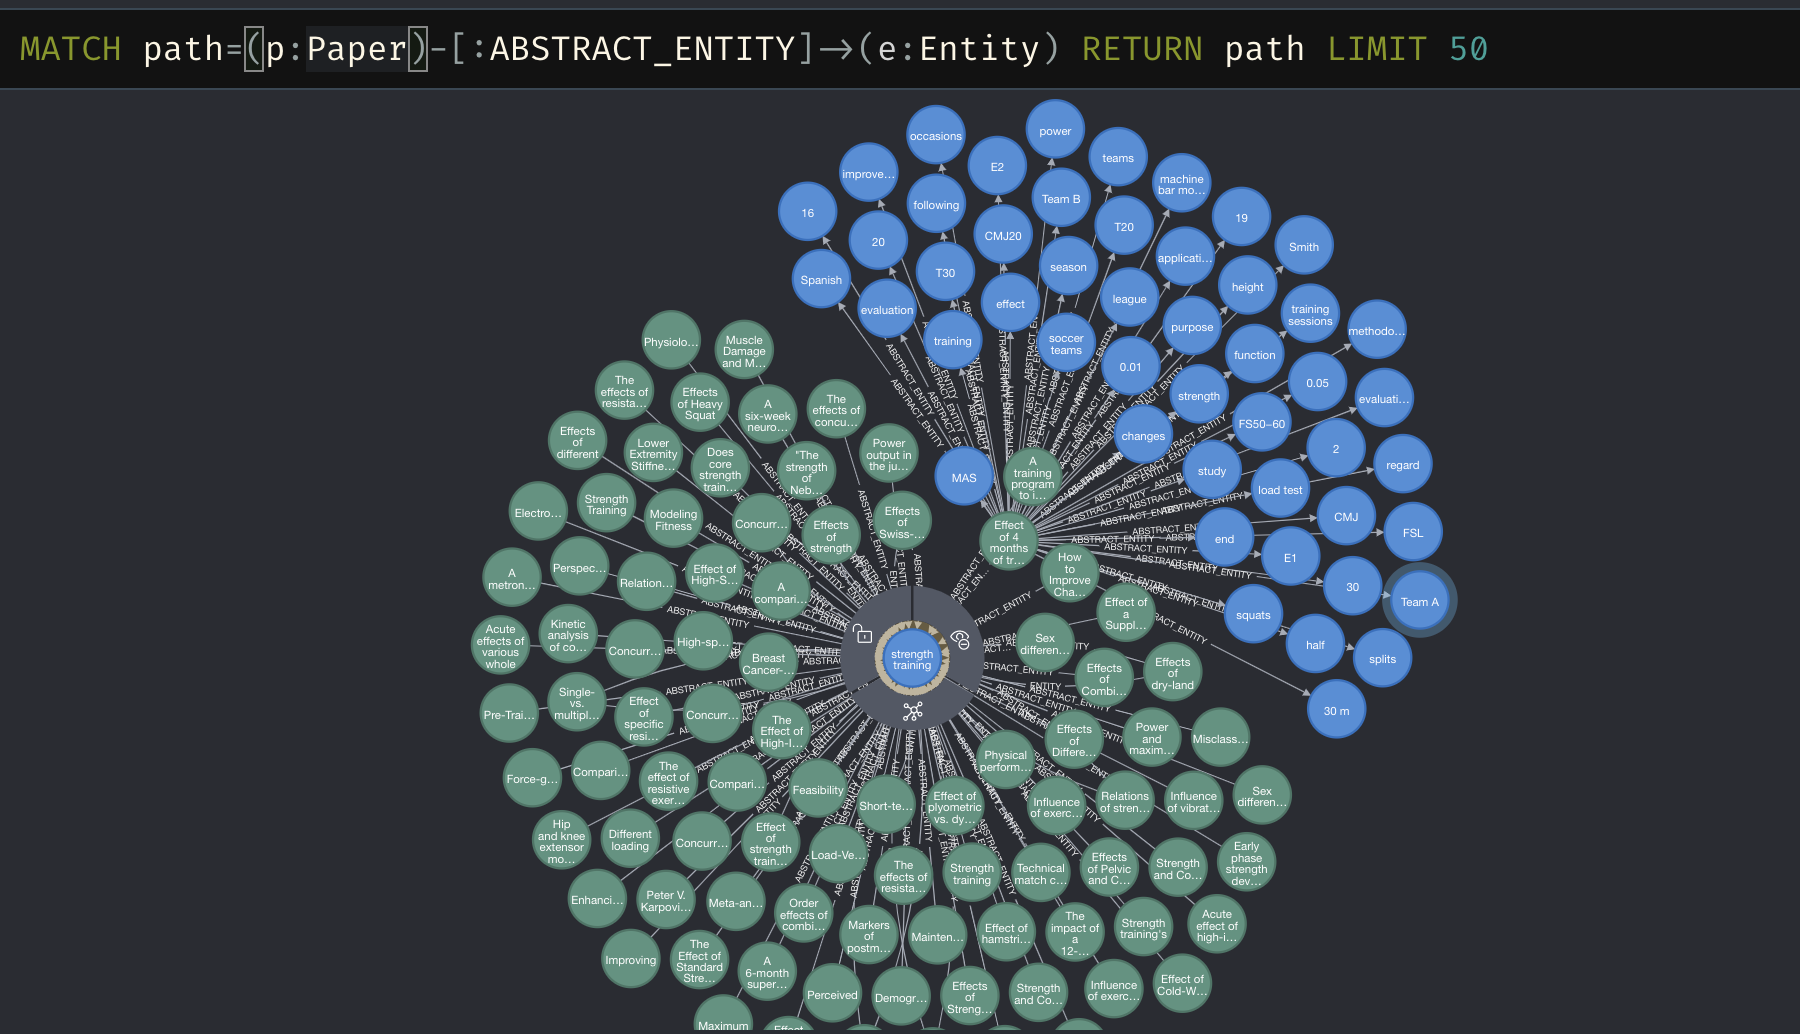 MATCH path=(p:Paper)-[:ABSTRACT_ENTITY]->(e:Entity) RETURN path LIMIT 50
occasions
power
E2
teams
improve...
machine
bar mo...
16
following
Team B
19
20
CMJ20
T20
Smith
Spanish
T30
season
applicati...
height
evaluation
effect
league
training
sessions
training
soccer
teams
purpose
methodo...
function
0.01
strength
0.05
evaluati...
changes
FS50–60
2
regard
MAS
study
load test
CMJ
FSL
end
E1
30
Team A
squats
half
splits
30 m
A
training
program
to i...
Effect
of 4
months
of tr...
How
to
Improve
Cha...
Effect of
a
Suppl...
Sex
differen...
Effects
of
Combi...
Effects
of
dry-land
strength
training
Physiolo...
Muscle
Damage
and M...
The
effects of
resista...
Effects
of Heavy
Squat
A
six-week
neuro...
The
effects of
concu...
Effects
of
different
Lower
Extremity
Stiffne...
Does
core
strength
train...
"The
strength
of
Neb...
Power
output in
the ju...
Electro...
Strength
Training
Modeling
Fitness
Concurr...
Effects
of
strength
Effects
of
Swiss-...
A
metron...
Perspec...
Relation...
Effect of
High-S...
A
compari...
Acute
effects of
various
whole
Kinetic
analysis
of co...
Concurr...
High-sp...
Breast
Cancer-...
Pre-Trai...
Single-
vs.
multipl...
Effect
of
specific
resi...
Concurr...
The
Effect of
High-I...
Force-g...
Compari...
The
effect of
resistive
exer...
Compari...
Feasibility
Short-te...
Effect of
plyometric
vs. dy...
Physical
perform...
Effects
of
Differe...
Power
and
maxim...
Misclass...
Influence
of exerc...
Relations
of stren...
Influence
of vibrat...
Sex
differen...
Hip
and knee
extensor
mo...
Different
loading
Concurr...
Effect
of
strength
train...
Load-Ve...
The
effects of
resista...
Strength
training
Technical
match c...
Effects
of Pelvic
and C...
Strength
and Co...
Early
phase
strength
dev...
Enhanci...
Peter V.
Karpovi...
Meta-an...
Order
effects of
combi...
Markers
of
postm...
Mainten...
Effect of
hamstri...
The
impact of
a
12-...
Strength
training's
Acute
effect of
high-i...
Improving
The
Effect of
Standard
Stre...
A
6-month
super...
Perceived
Demogr...
Effects
of
Streng...
Strength
and Co...
Influence
of exerc...
Effect of
Cold-W...
Maximum
Effect
ABSTRACT_ENTITY